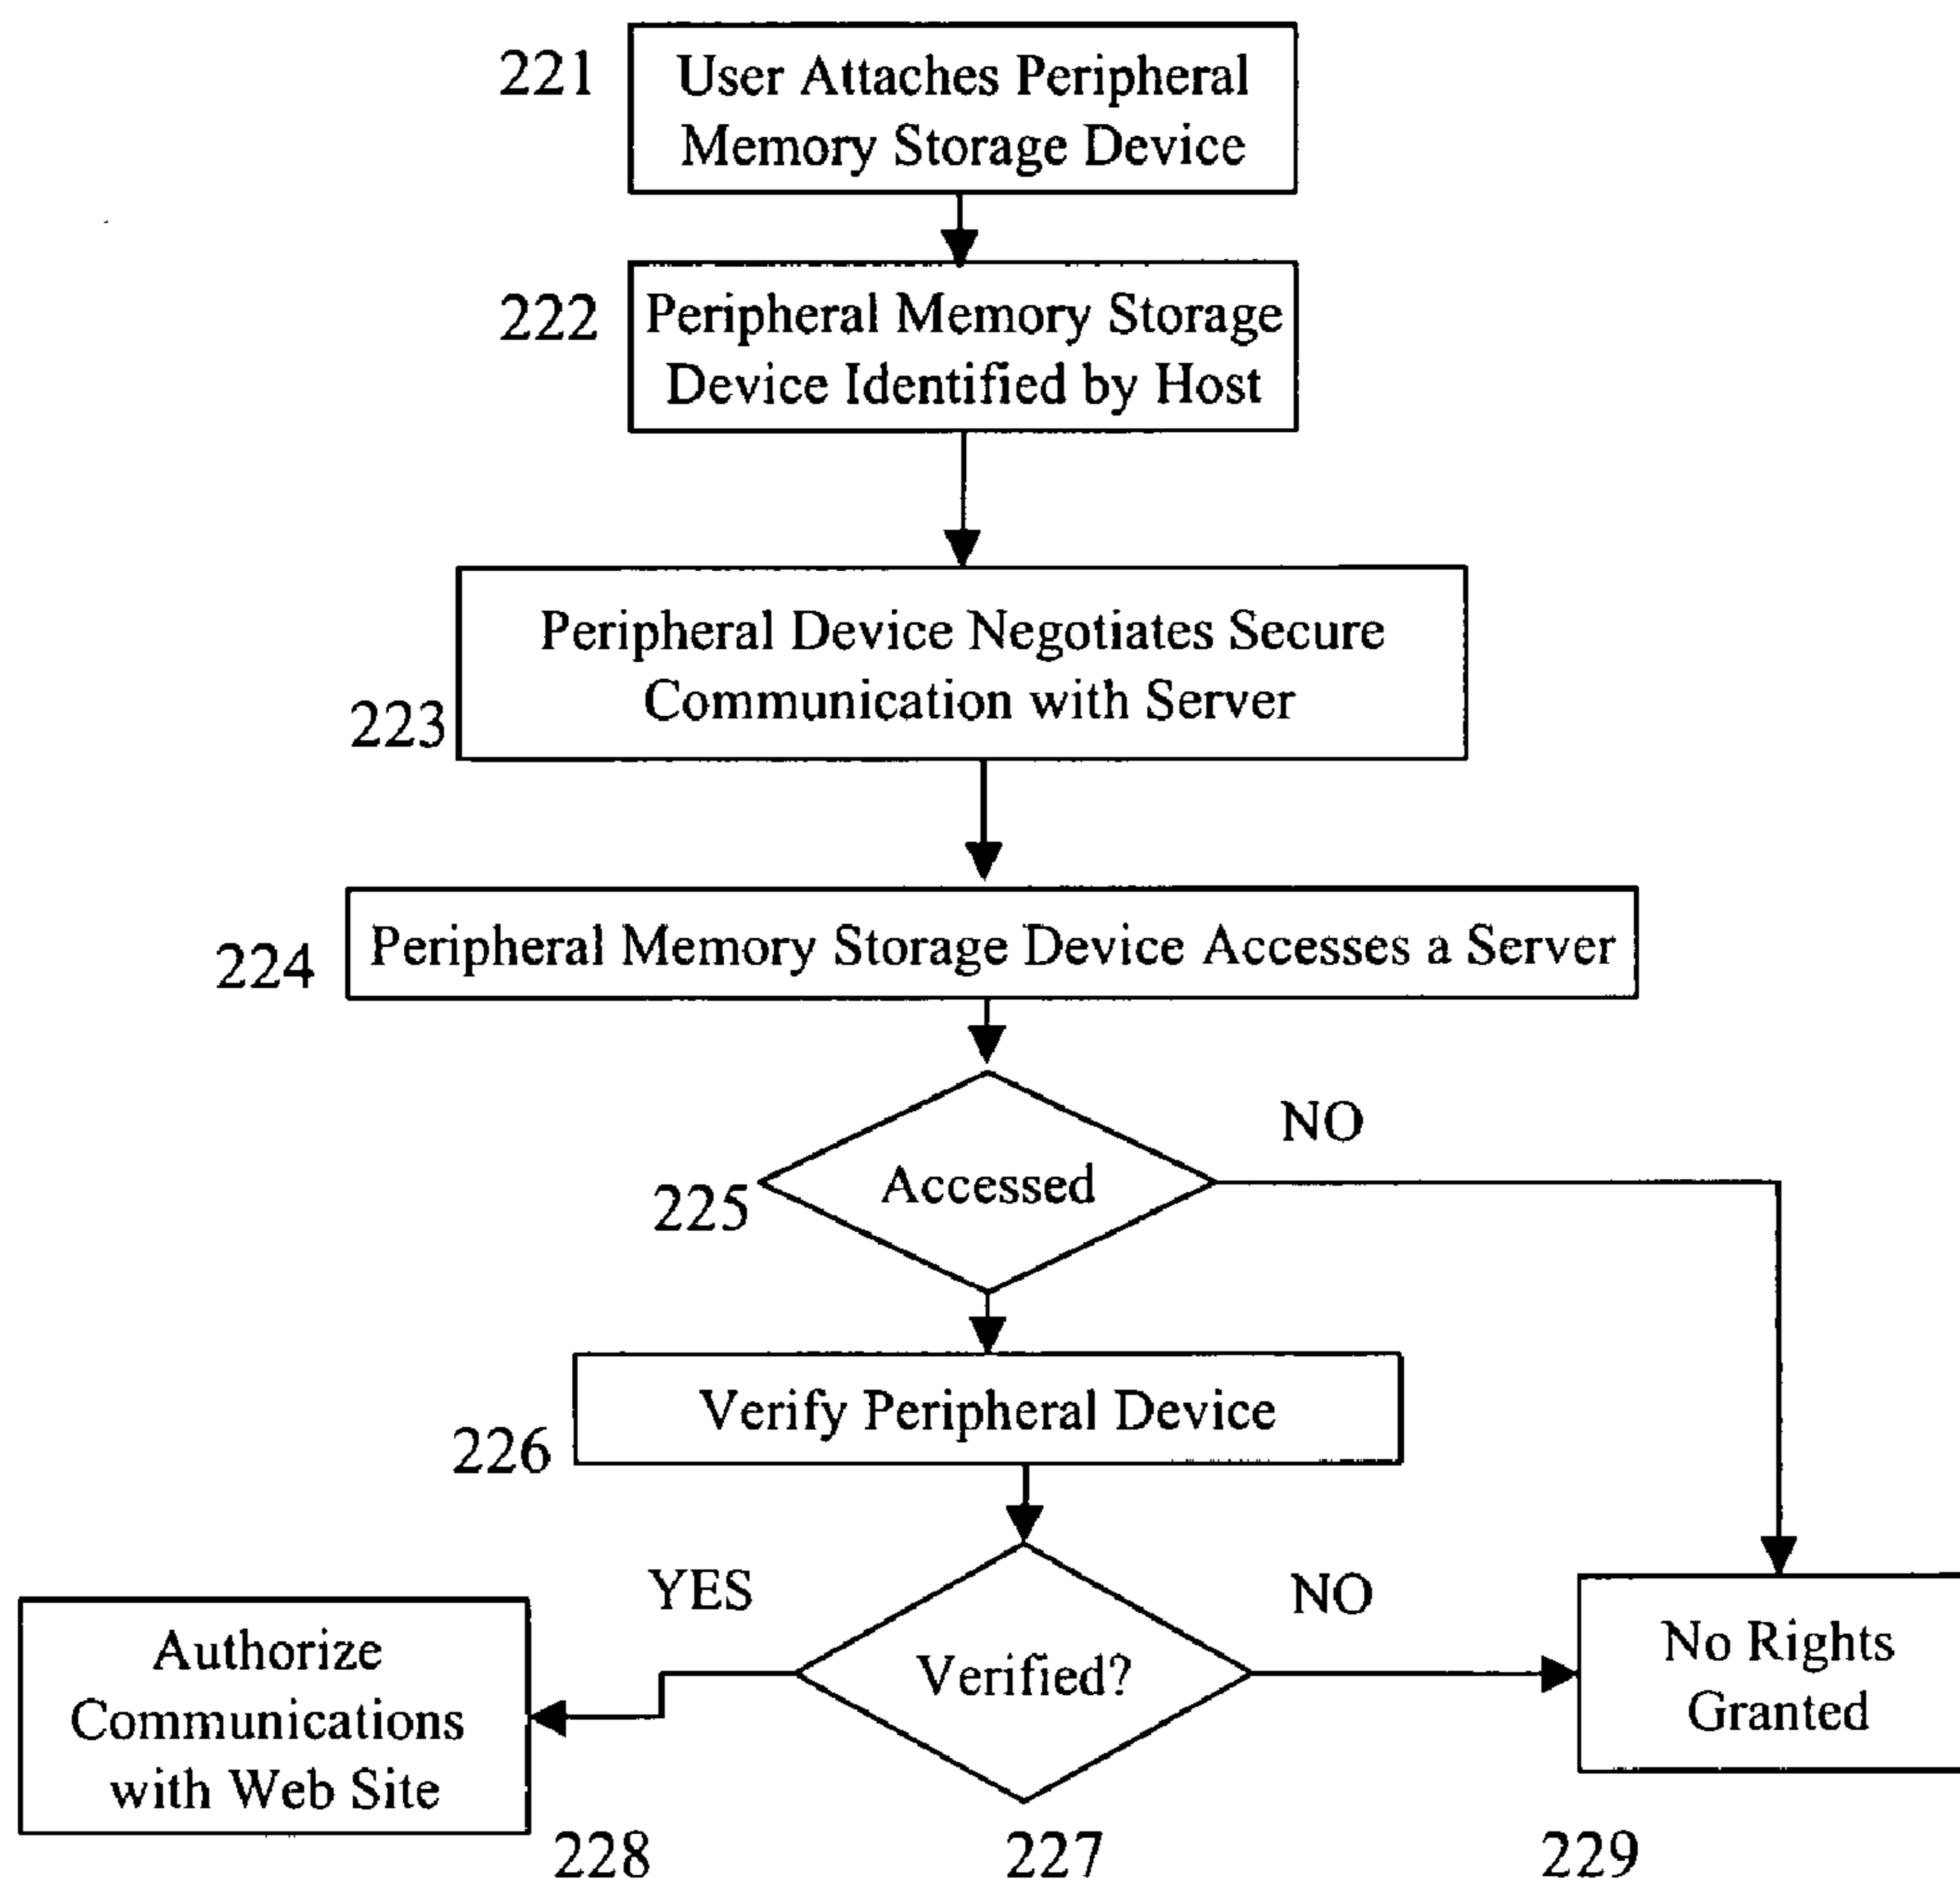 221
User Attaches Peripheral
Memory Storage Device
222
Peripheral Memory Storage
Device Identified by Host
Peripheral Device Negotiates Secure
Communication with Server
223
Peripheral Memory Storage Device Accesses a Server
224
NO
Accessed
225
Verify Peripheral Device
226
YES
NO
Authorize
Communications
with Web Site
Verified?
No Rights
Granted
228
227
229